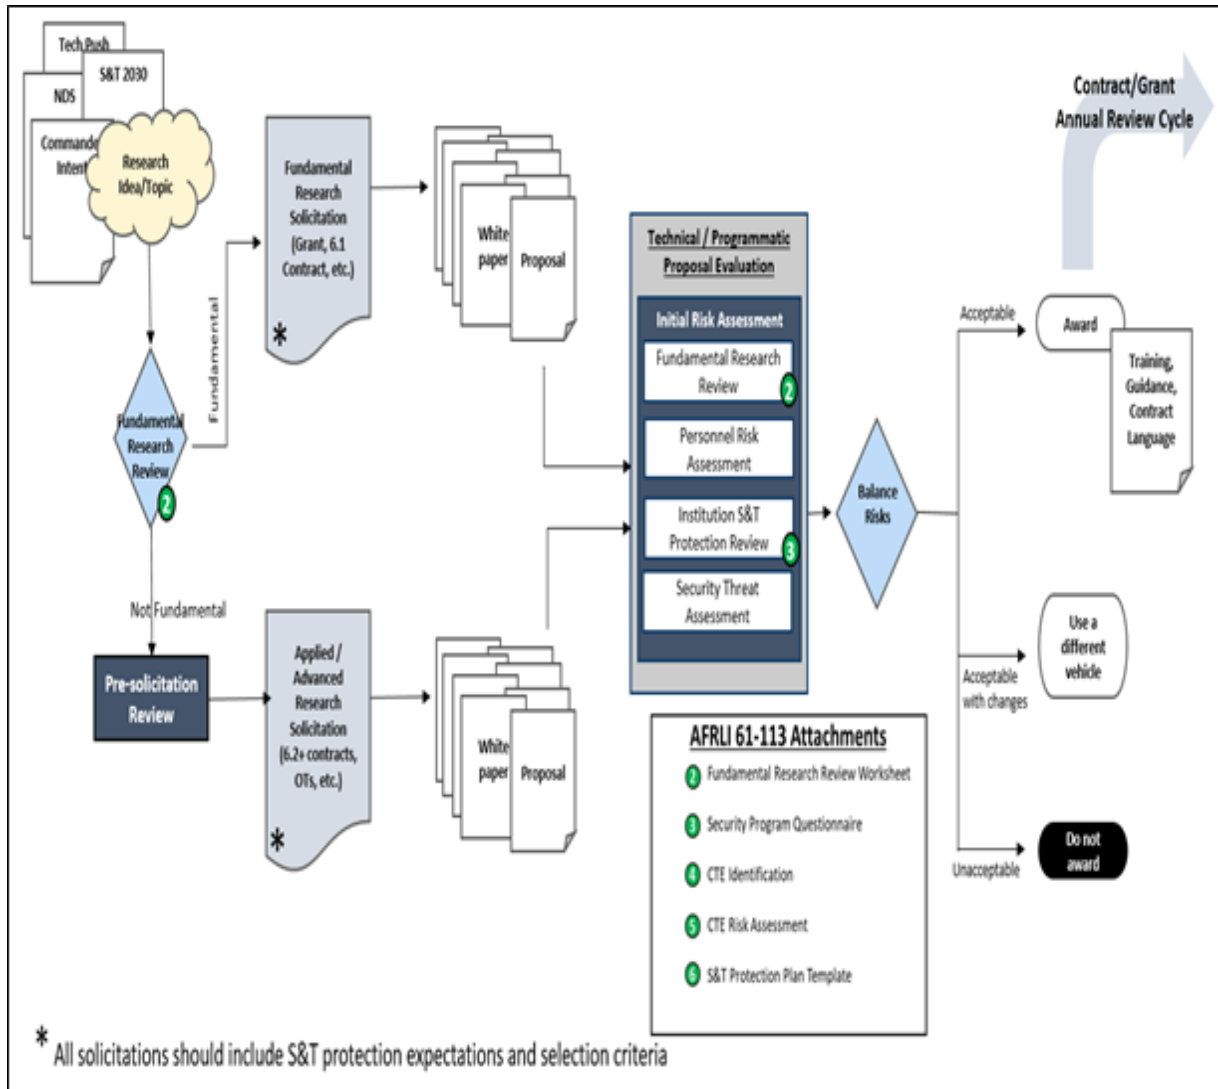 Tech Push
S&T 2030
NDS
Commande
Intent
Research
Idea/Topic
Fundamental
Research
Review
2
Fundamental
Not Fundamental
Pre-solicitation
Review
Fundamental
Research
Solicitation
(Grant, 6.1
Contract, etc.)
*
White
paper
Proposal
Applied /
Advanced
Research
Solicitation
(6.2+ contracts,
OTs, etc.)
*
White
paper
Proposal
Technical / Programmatic
Proposal Evaluation
Initial Risk Assessment
Fundamental Research
Review
2
Personnel Risk
Assessment
Institution S&T
Protection Review
3
Security Threat
Assessment
Balance
Risks
Acceptable
Award
Training,
Guidance,
Contract
Language
Contract/Grant
Annual Review Cycle
Acceptable
with changes
Use a
different
vehicle
Unacceptable
Do not
award
AFRLI 61-113 Attachments
2 Fundamental Research Review Worksheet
3 Security Program Questionnaire
4 CTE Identification
5 CTE Risk Assessment
6 S&T Protection Plan Template
* All solicitations should include S&T protection expectations and selection criteria